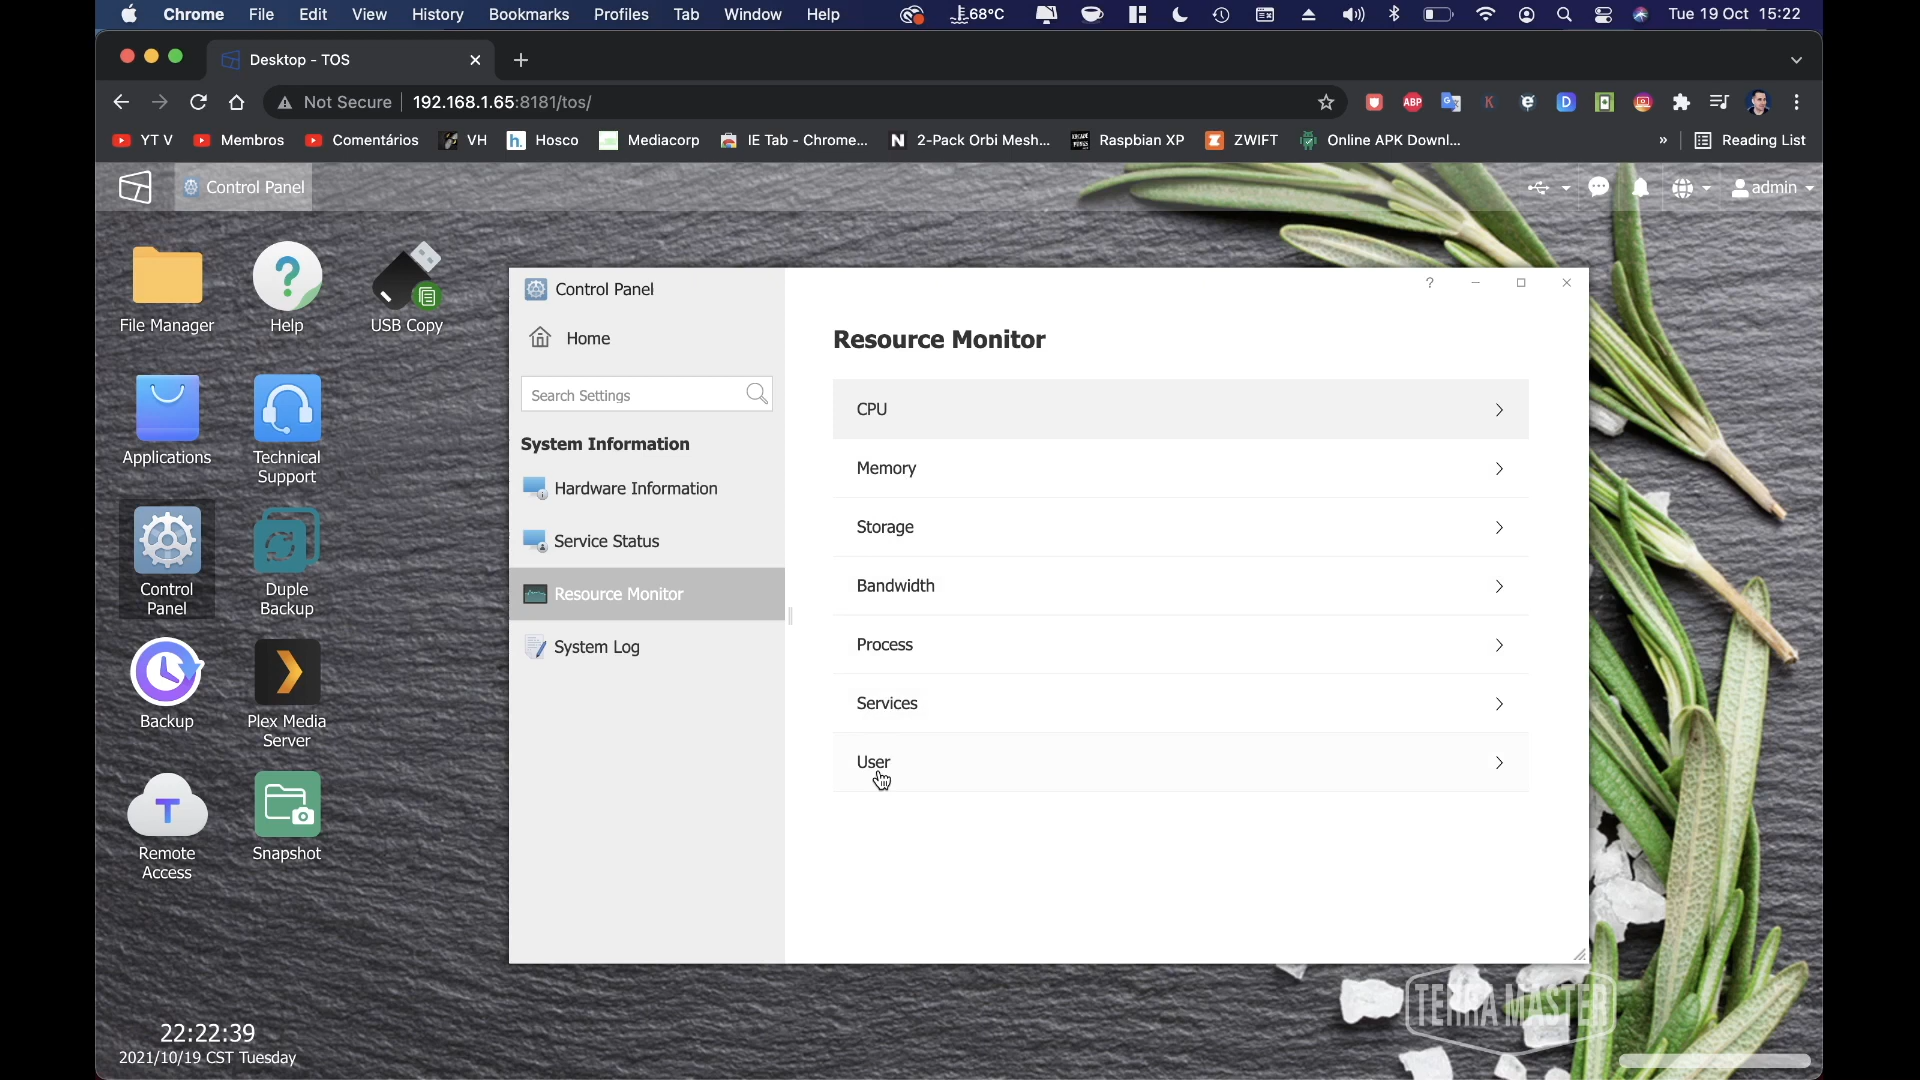 Chrome File Edit View History Bookmarks Profiles Tab Window Help 68°C Tue 19 Oct 15:22
Desktop - TOS
Not Secure 192.168.1.65:8181/tos/
ABP K D
YT V Membros Comentários VH h. Hosco Mediacorp IE Tab - Chrome... N 2-Pack Orbi Mesh... Raspbian XP ZWIFT Online APK Downl... » Reading List
Control Panel admin
File Manager
Help
USB Copy
Applications
Technical
Support
Control
Panel
Duple
Backup
Backup
Plex Media
Server
T
Remote
Access
Snapshot
Control Panel
Home
Search Settings
System Information
Hardware Information
Service Status
Resource Monitor
System Log
?
Resource Monitor
CPU
Memory
Storage
Bandwidth
Process
Services
User
TERRA MASTER
22:22:39
2021/10/19 CST Tuesday